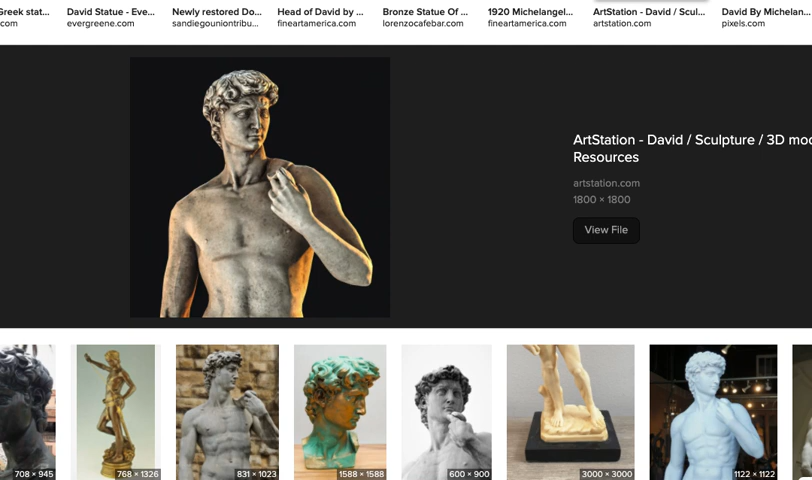 Greek stat...
David Statue - Eve...
Newly restored Do...
Head of David by ...
Bronze Statue Of ...
1920 Michelangel...
ArtStation - David / Scul...
David By Michelan...
com
evergreene.com
sandiegouniontribu...
fineartamerica.com
lorenzocafebar.com
fineartamerica.com
artstation.com
pixels.com
ArtStation - David / Sculpture / 3D mo
Resources
artstation.com
1800 × 1800
View File
708 × 945
768 × 1326
831 × 1023
1588 × 1588
600 × 900
3000 × 3000
1122 × 1122